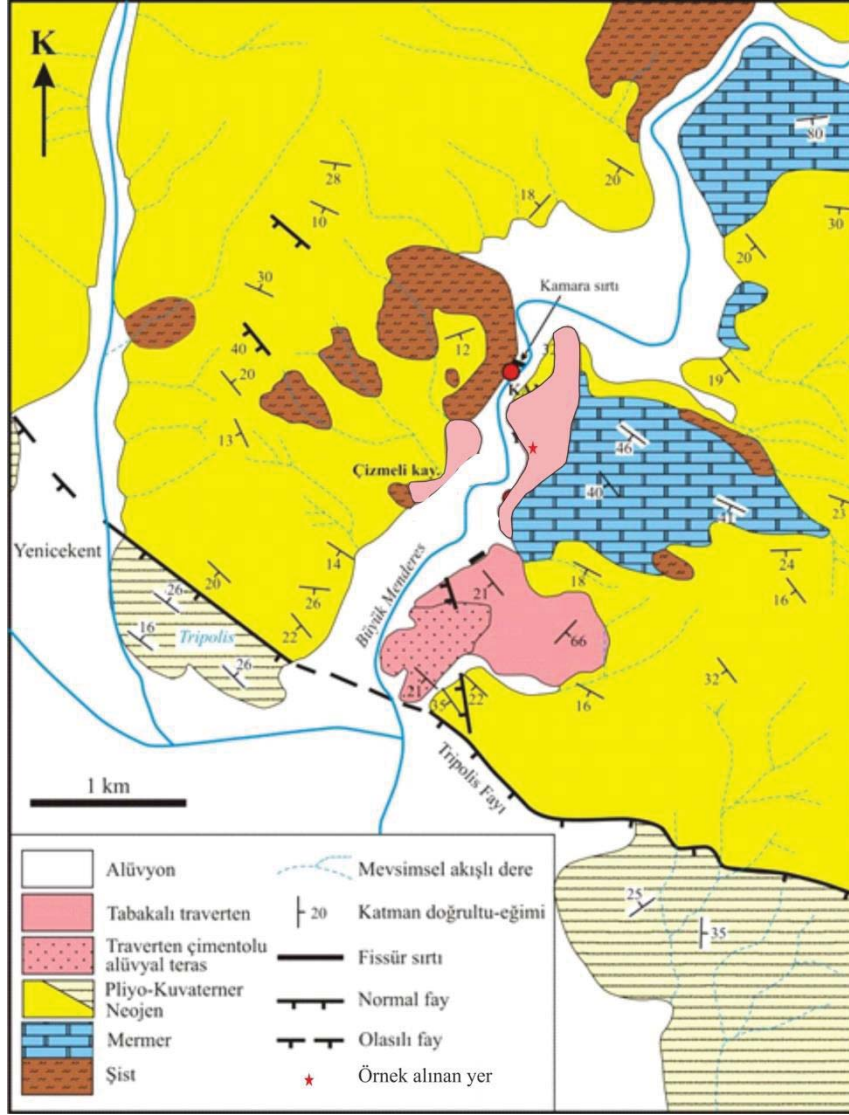 K
80
20
28
18
10
30
20
Kamara sırtı
30
12
32
40
20
19
K
13
Çizmeli kay.
46
40
41
23
Yenicekent
14
24
Büyük Menderes
20
26
26
18
21
16
16
Tripolis
22
66
26
21
32
35
22
16
Tripolis Fayı
1 km
25
35
Alüvyon
Tabakalı traverten
Traverten çimentolu
alüvyal teras
Pliyo-Kuvaterner
Neojen
Mermer
Şist
Mevsimsel akışlı dere
20
Katman doğrultu-eğimi
Fissür sırtı
Normal fay
Olasılı fay
Örnek alınan yer